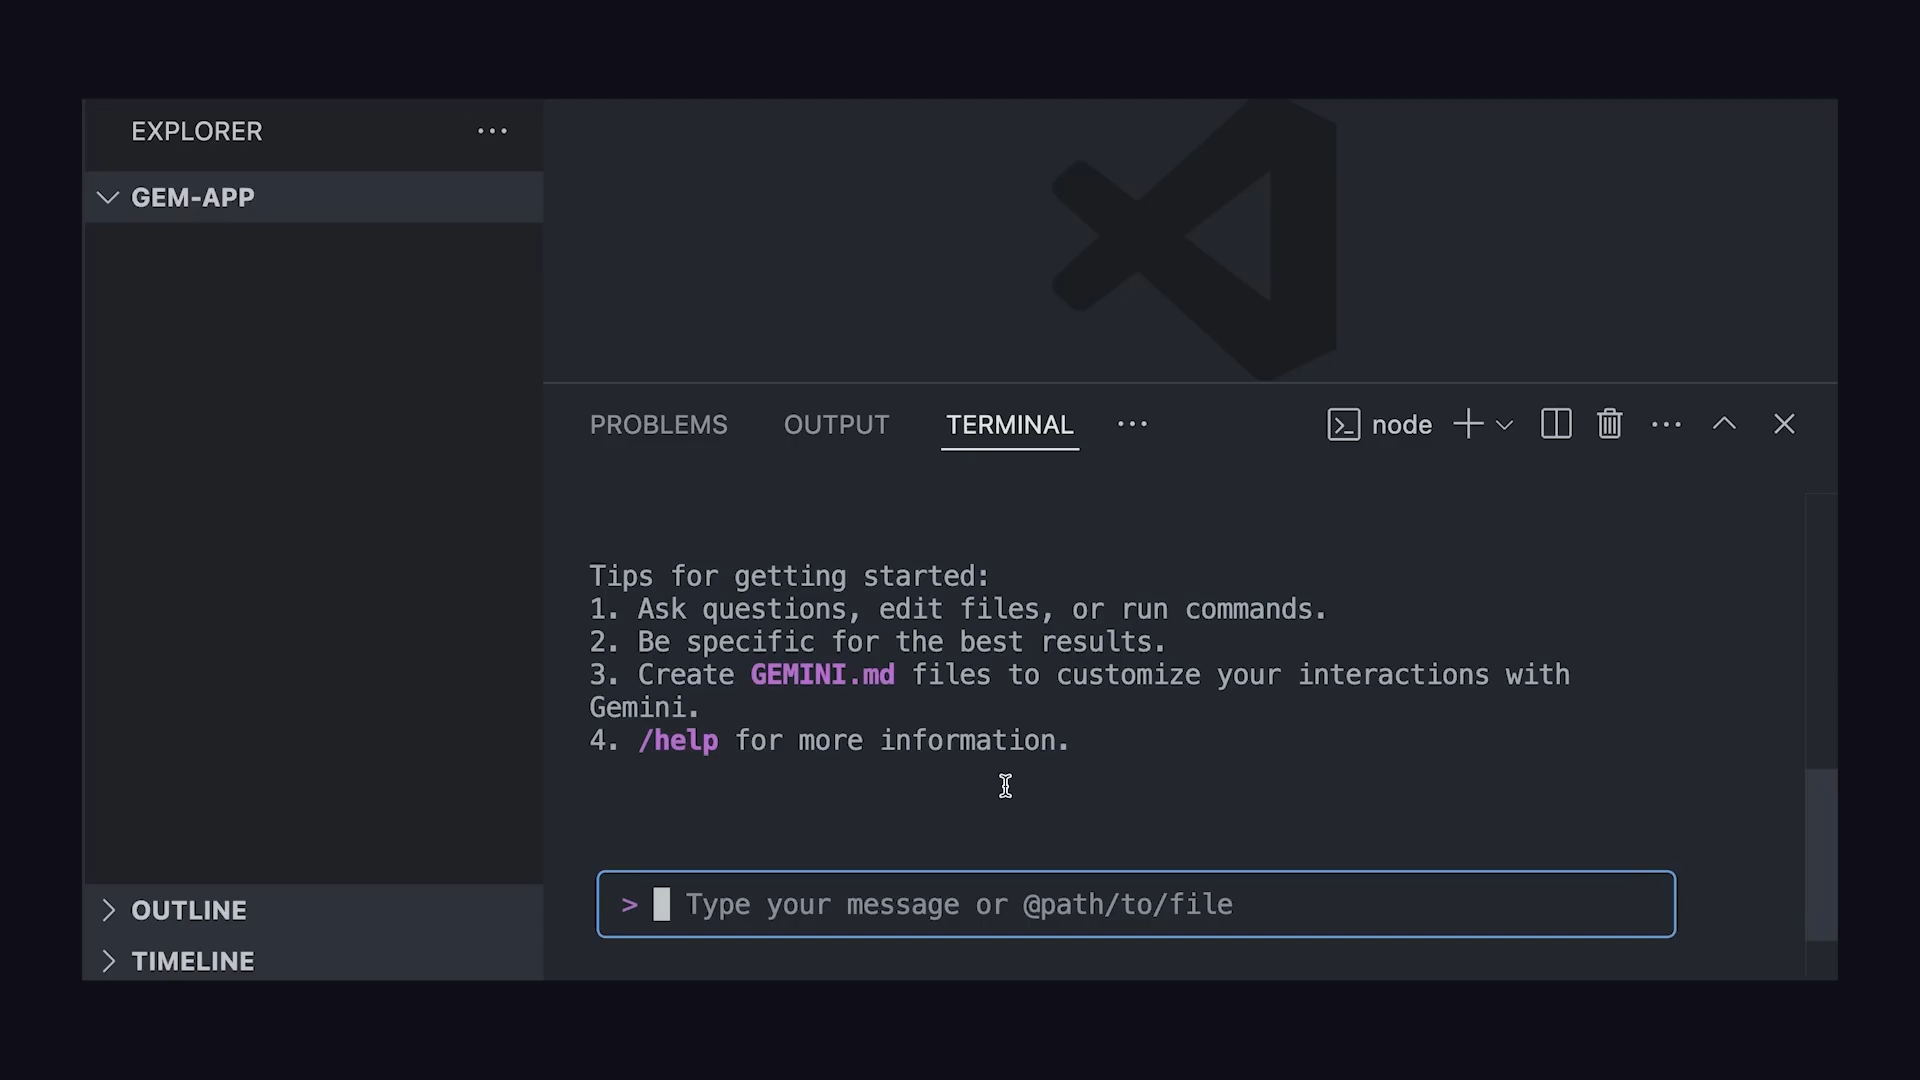 EXPLORER
GEM-APP
PROBLEMS OUTPUT TERMINAL node
Tips for getting started:
1. Ask questions, edit files, or run commands.
2. Be specific for the best results.
3. Create GEMINI.md files to customize your interactions with
Gemini.
4. /help for more information.
> Type your message or @path/to/file
OUTLINE
TIMELINE